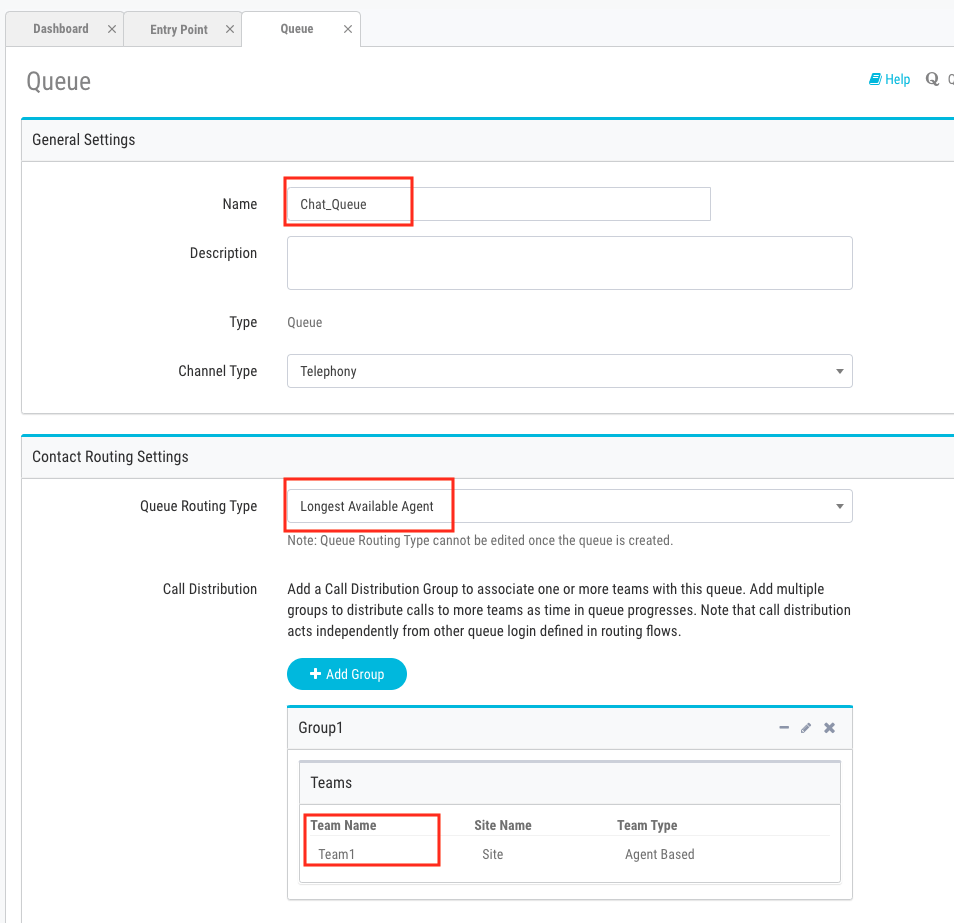 Dashboard
Entry Point
Queue
Queue
Help
Q
General Settings
Name
Chat_Queue
Description
Type
Queue
Channel Type
Telephony
Contact Routing Settings
Queue Routing Type
Longest Available Agent
Note: Queue Routing Type cannot be edited once the queue is created.
Call Distribution
Add a Call Distribution Group to associate one or more teams with this queue. Add multiple
groups to distribute calls to more teams as time in queue progresses. Note that call distribution
acts independently from other queue login defined in routing flows.
Add Group
Group1
Teams
Team Name Site Name Team Type
Team1 Site Agent Based